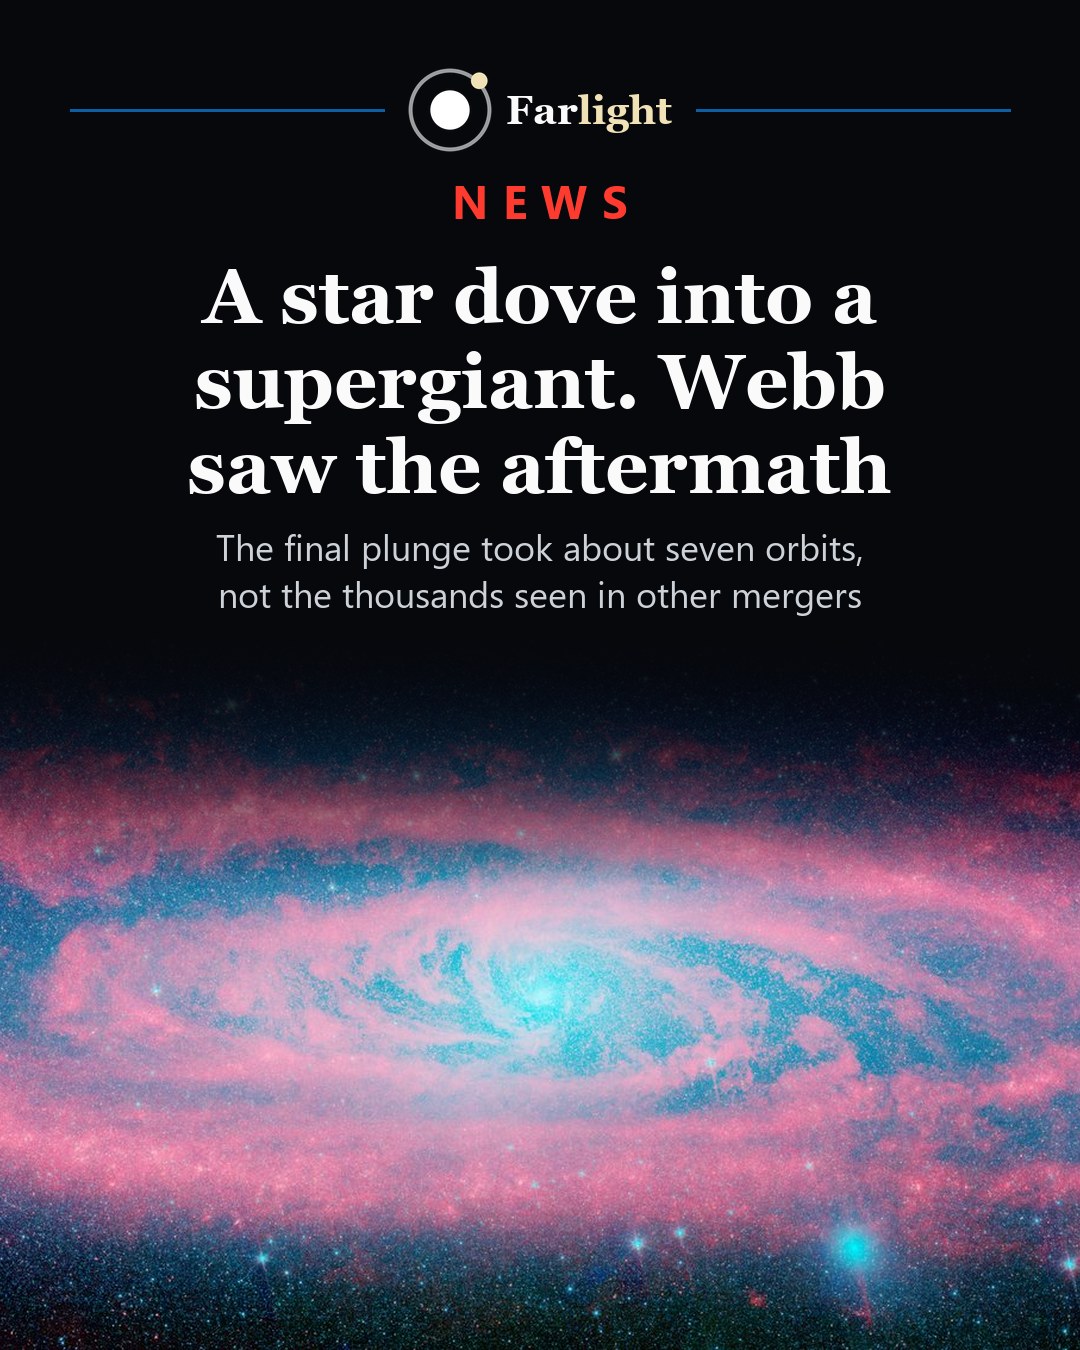 Farlight
NEWS
A star dove into a
supergiant. Webb
saw the aftermath
The final plunge took about seven orbits,
not the thousands seen in other mergers